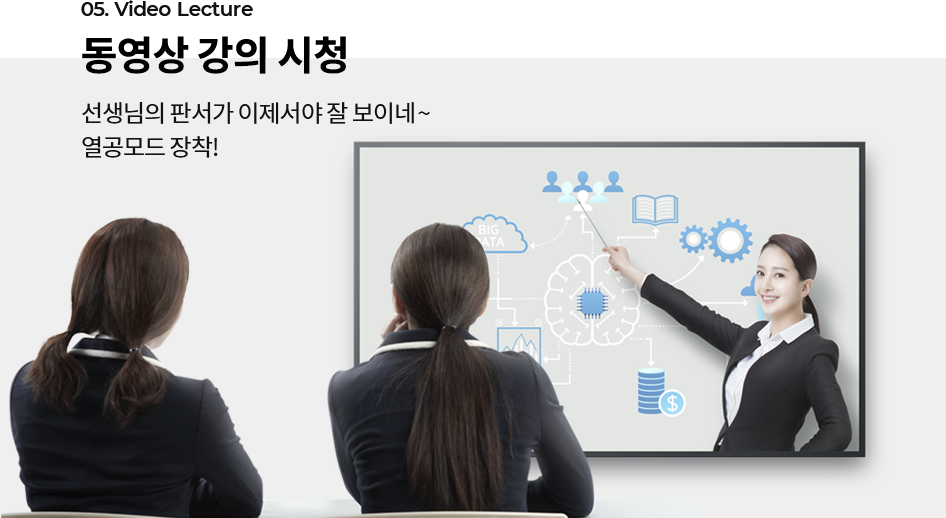 05. Video Lecture
동영상 강의 시청
선생님의 판서가 이제서야 잘 보이네~
열공모드 장착!
BIG
DATA
$